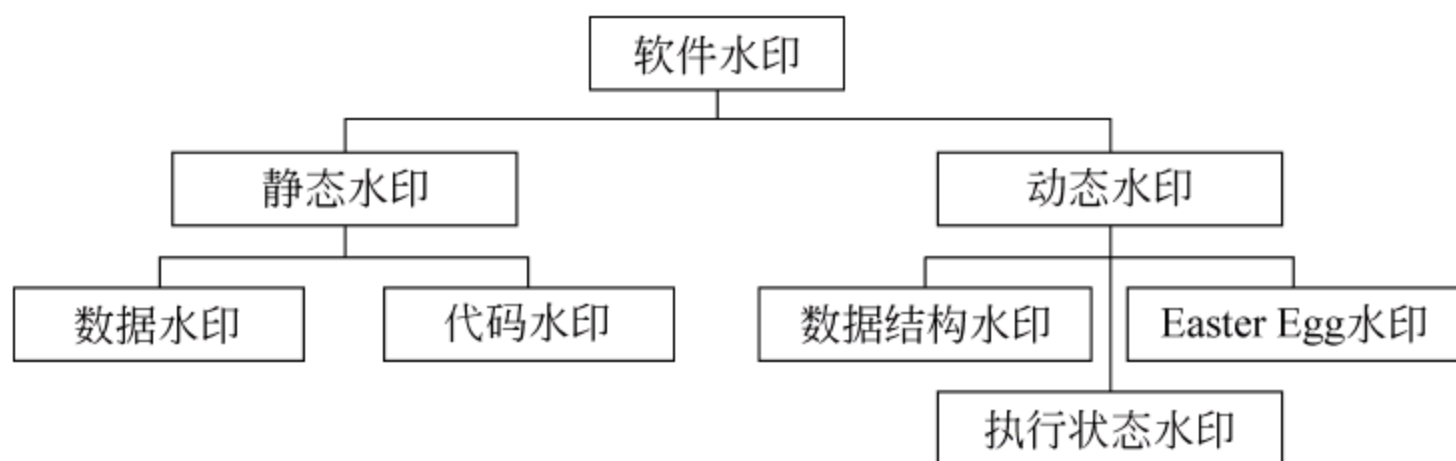 软件水印
静态水印
动态水印
数据水印
代码水印
数据结构水印
Easter Egg水印
执行状态水印